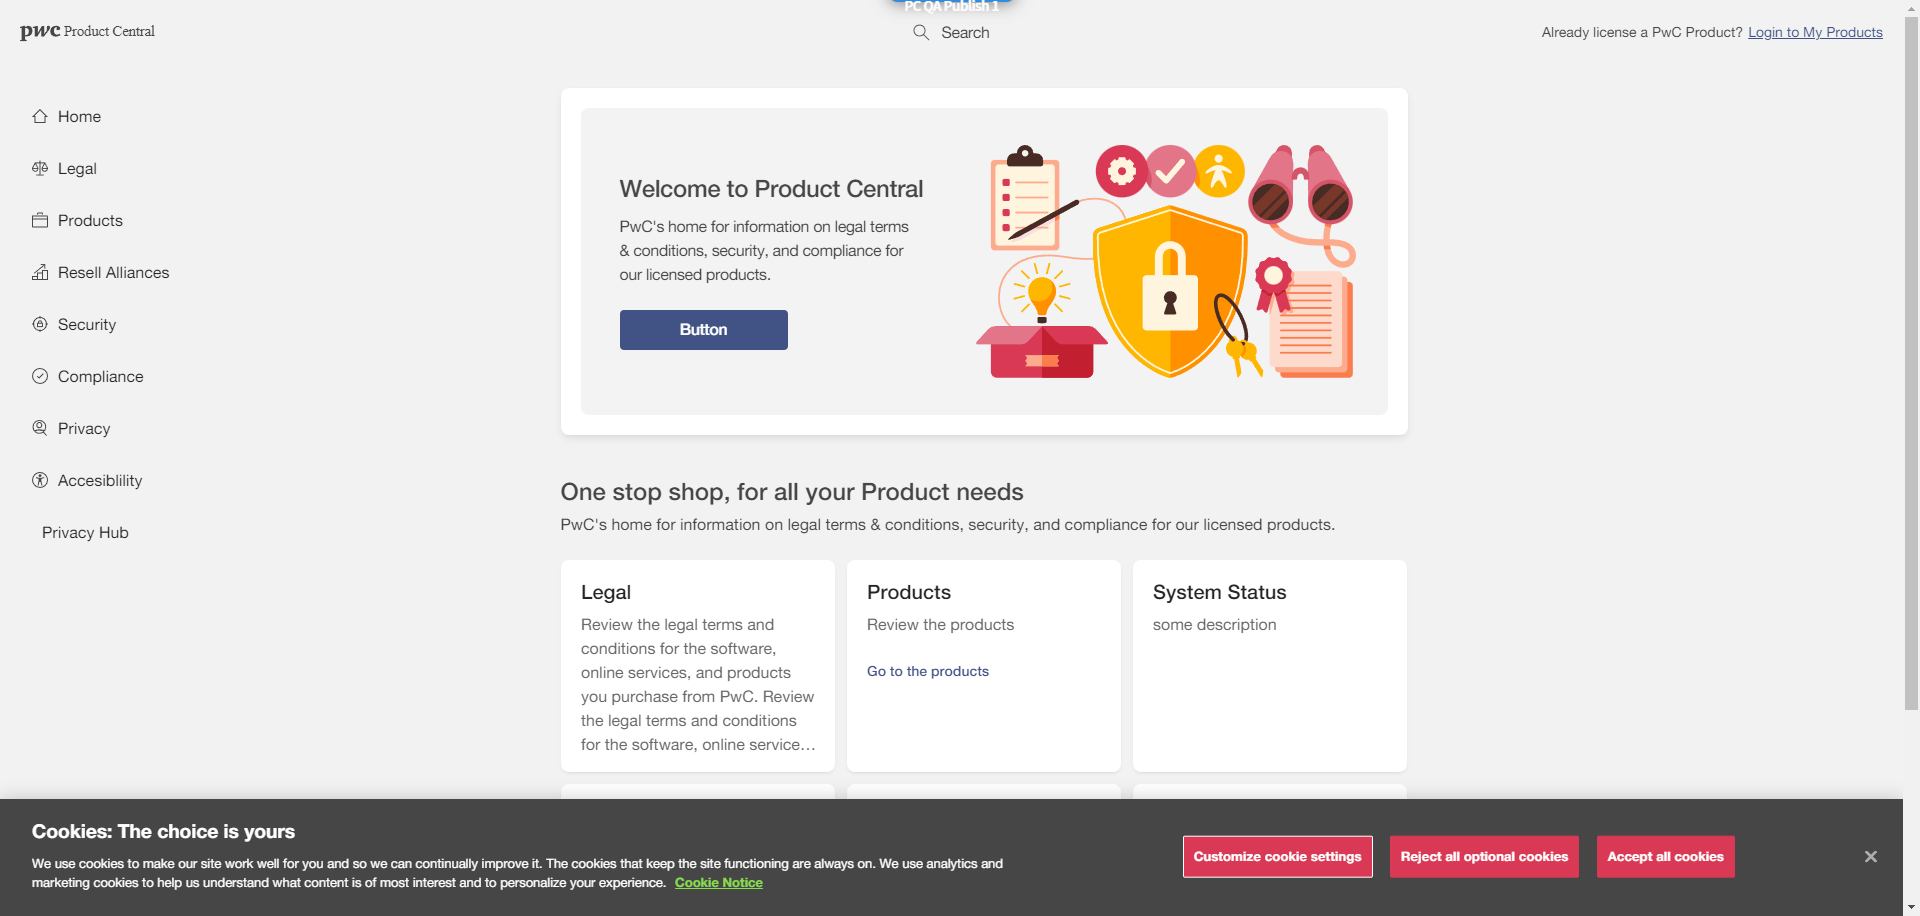 PC QA Publish 1
pwc Product Central
Search
Already license a PwC Product? Login to My Products
Home
Legal
Products
Resell Alliances
Security
Compliance
Privacy
Accesiblility
Privacy Hub
Welcome to Product Central
PwC's home for information on legal terms
& conditions, security, and compliance for
our licensed products.
Button
One stop shop, for all your Product needs
PwC's home for information on legal terms & conditions, security, and compliance for our licensed products.
Legal
Review the legal terms and
conditions for the software,
online services, and products
you purchase from PwC. Review
the legal terms and conditions
for the software, online service…
Products
Review the products
Go to the products
System Status
some description
Cookies: The choice is yours
We use cookies to make our site work well for you and so we can continually improve it. The cookies that keep the site functioning are always on. We use analytics and
marketing cookies to help us understand what content is of most interest and to personalize your experience. Cookie Notice
Customize cookie settings
Reject all optional cookies
Accept all cookies